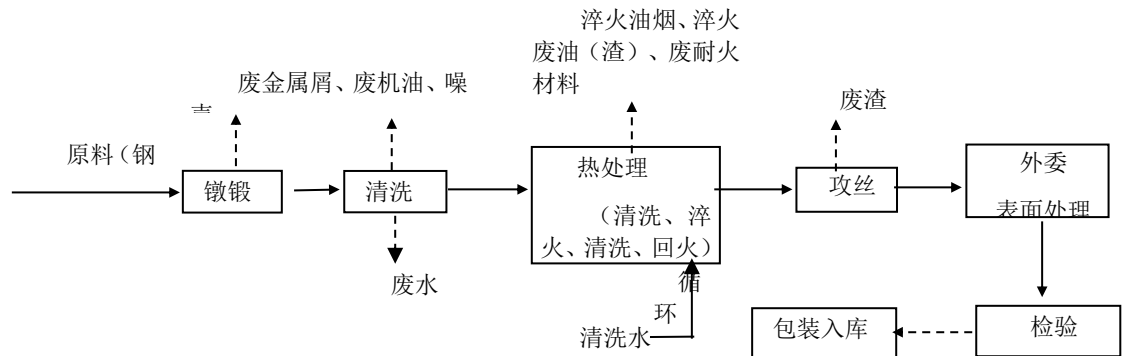 淬火油烟、淬火
废油（渣）、废耐火
材料
废金属屑、废机油、噪
声
废渣
原料（钢
镦锻
清洗
热处理
（清洗、淬
火、清洗、回火）
攻丝
外委
表面处理
废水
循
环
清洗水
包装入库
检验